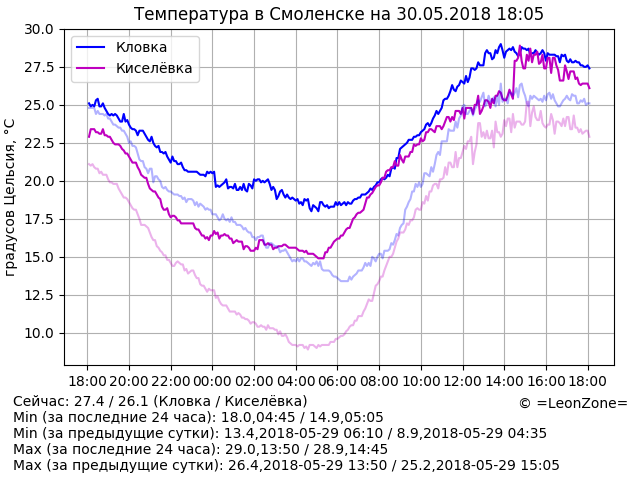 Температура в Смоленске на 30.05.2018 18:05
градусов Цельсия, °C
30.0
27.5
25.0
22.5
20.0
17.5
15.0
12.5
10.0
Кловка
Киселёвка
18:00 20:00 22:00 00:00 02:00 04:00 06:00 08:00 10:00 12:00 14:00 16:00 18:00
Сейчас: 27.4 / 26.1 (Кловка / Киселёвка)
© =LeonZone=
Min (за последние 24 часа): 18.0,04:45 / 14.9,05:05
Min (за предыдущие сутки): 13.4,2018-05-29 06:10 / 8.9,2018-05-29 04:35
Max (за последние 24 часа): 29.0,13:50 / 28.9,14:45
Max (за предыдущие сутки): 26.4,2018-05-29 13:50 / 25.2,2018-05-29 15:05